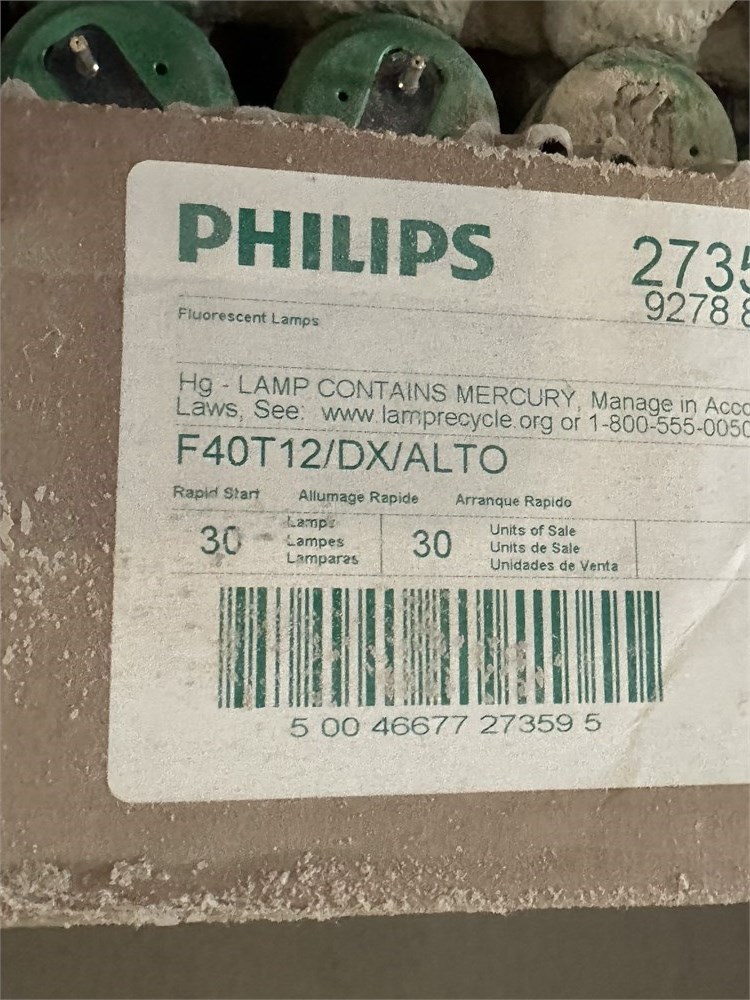 PHILIPS
2735
9278 8
Fluorescent Lamps
Hg - LAMP CONTAINS MERCURY, Manage in Acco
Laws, See: www.lamprecycle.org or 1-800-555-0050
F40T12/DX/ALTO
Rapid Start Allumage Rapide Arranque Rapido
30 Lamps 30 Units of Sale
Lampes Units de Sale
Lamparas Unidades de Venta
5 00 46677 27359 5